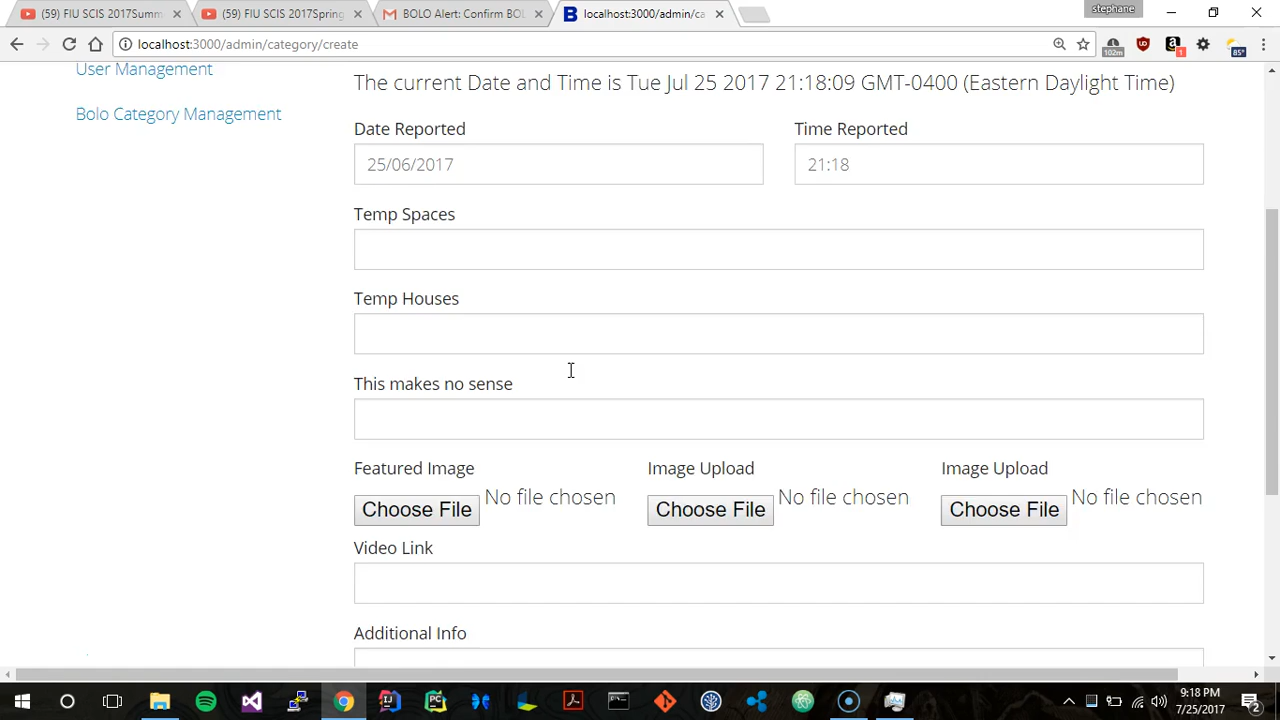 (59) FIU SCIS 2017Summ
(59) FIU SCIS 2017Spring
BOLO Alert: Confirm BOL
localhost:3000/admin/ca
stephane
localhost:3000/admin/category/create
102m
1
85°
User Management
Bolo Category Management
The current Date and Time is Tue Jul 25 2017 21:18:09 GMT-0400 (Eastern Daylight Time)
Date Reported
Time Reported
25/06/2017
21:18
Temp Spaces
Temp Houses
This makes no sense
Featured Image
Image Upload
Image Upload
Choose File No file chosen
Choose File No file chosen
Choose File No file chosen
Video Link
Additional Info
9:18 PM
7/25/2017
2